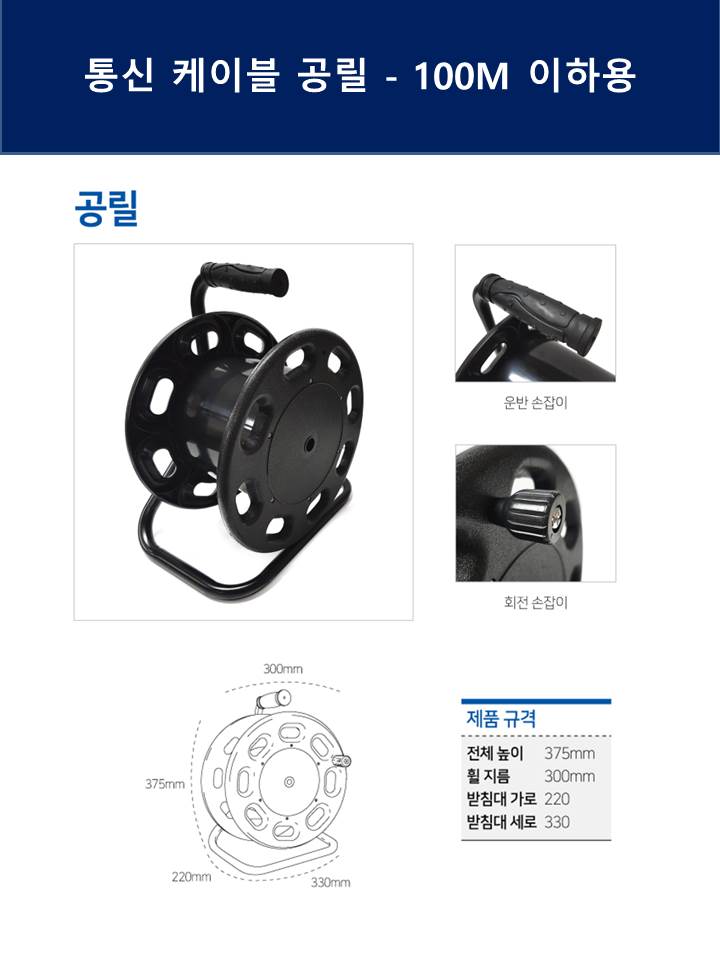 통신 케이블 공릴 - 100M 이하용
공릴
운반 손잡이
회전 손잡이
300mm
375mm
220mm
330mm
제품 규격
전체 높이 375mm
휠 지름 300mm
받침대 가로 220
받침대 세로 330